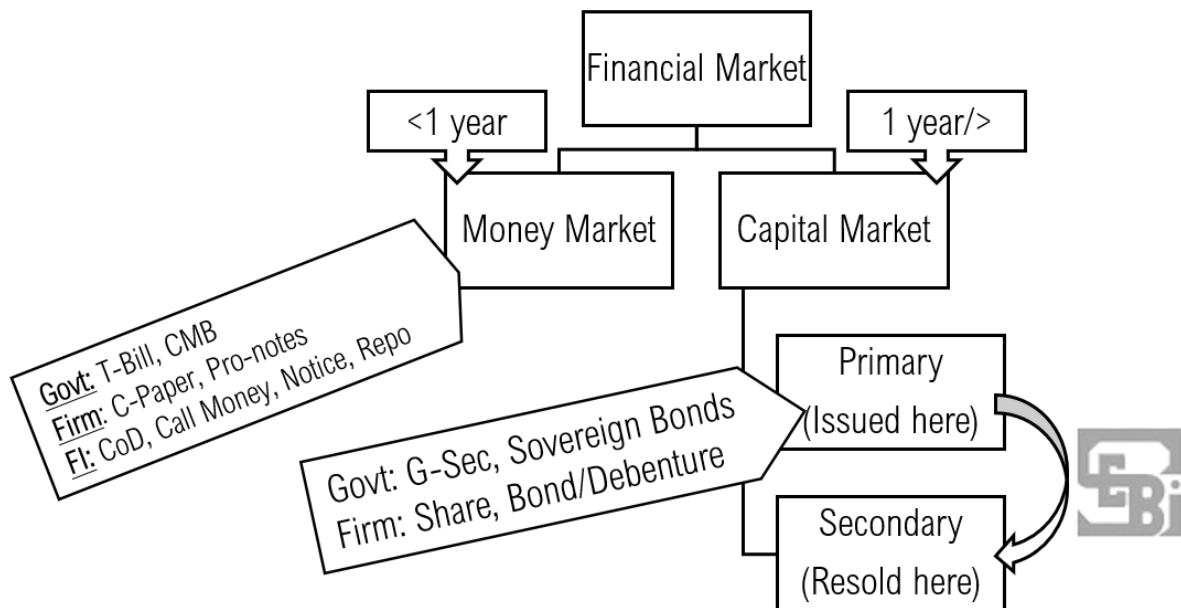 Financial Market
<1 year
1 year/>
Money Market
Capital Market
Govt: T-Bill, CMB
Firm: C-Paper, Pro-notes
FI: CoD, Call Money, Notice, Repo
Primary
(Issued here)
Govt: G-Sec, Sovereign Bonds
Firm: Share, Bond/Debenture
Secondary
(Resold here)
SEBi